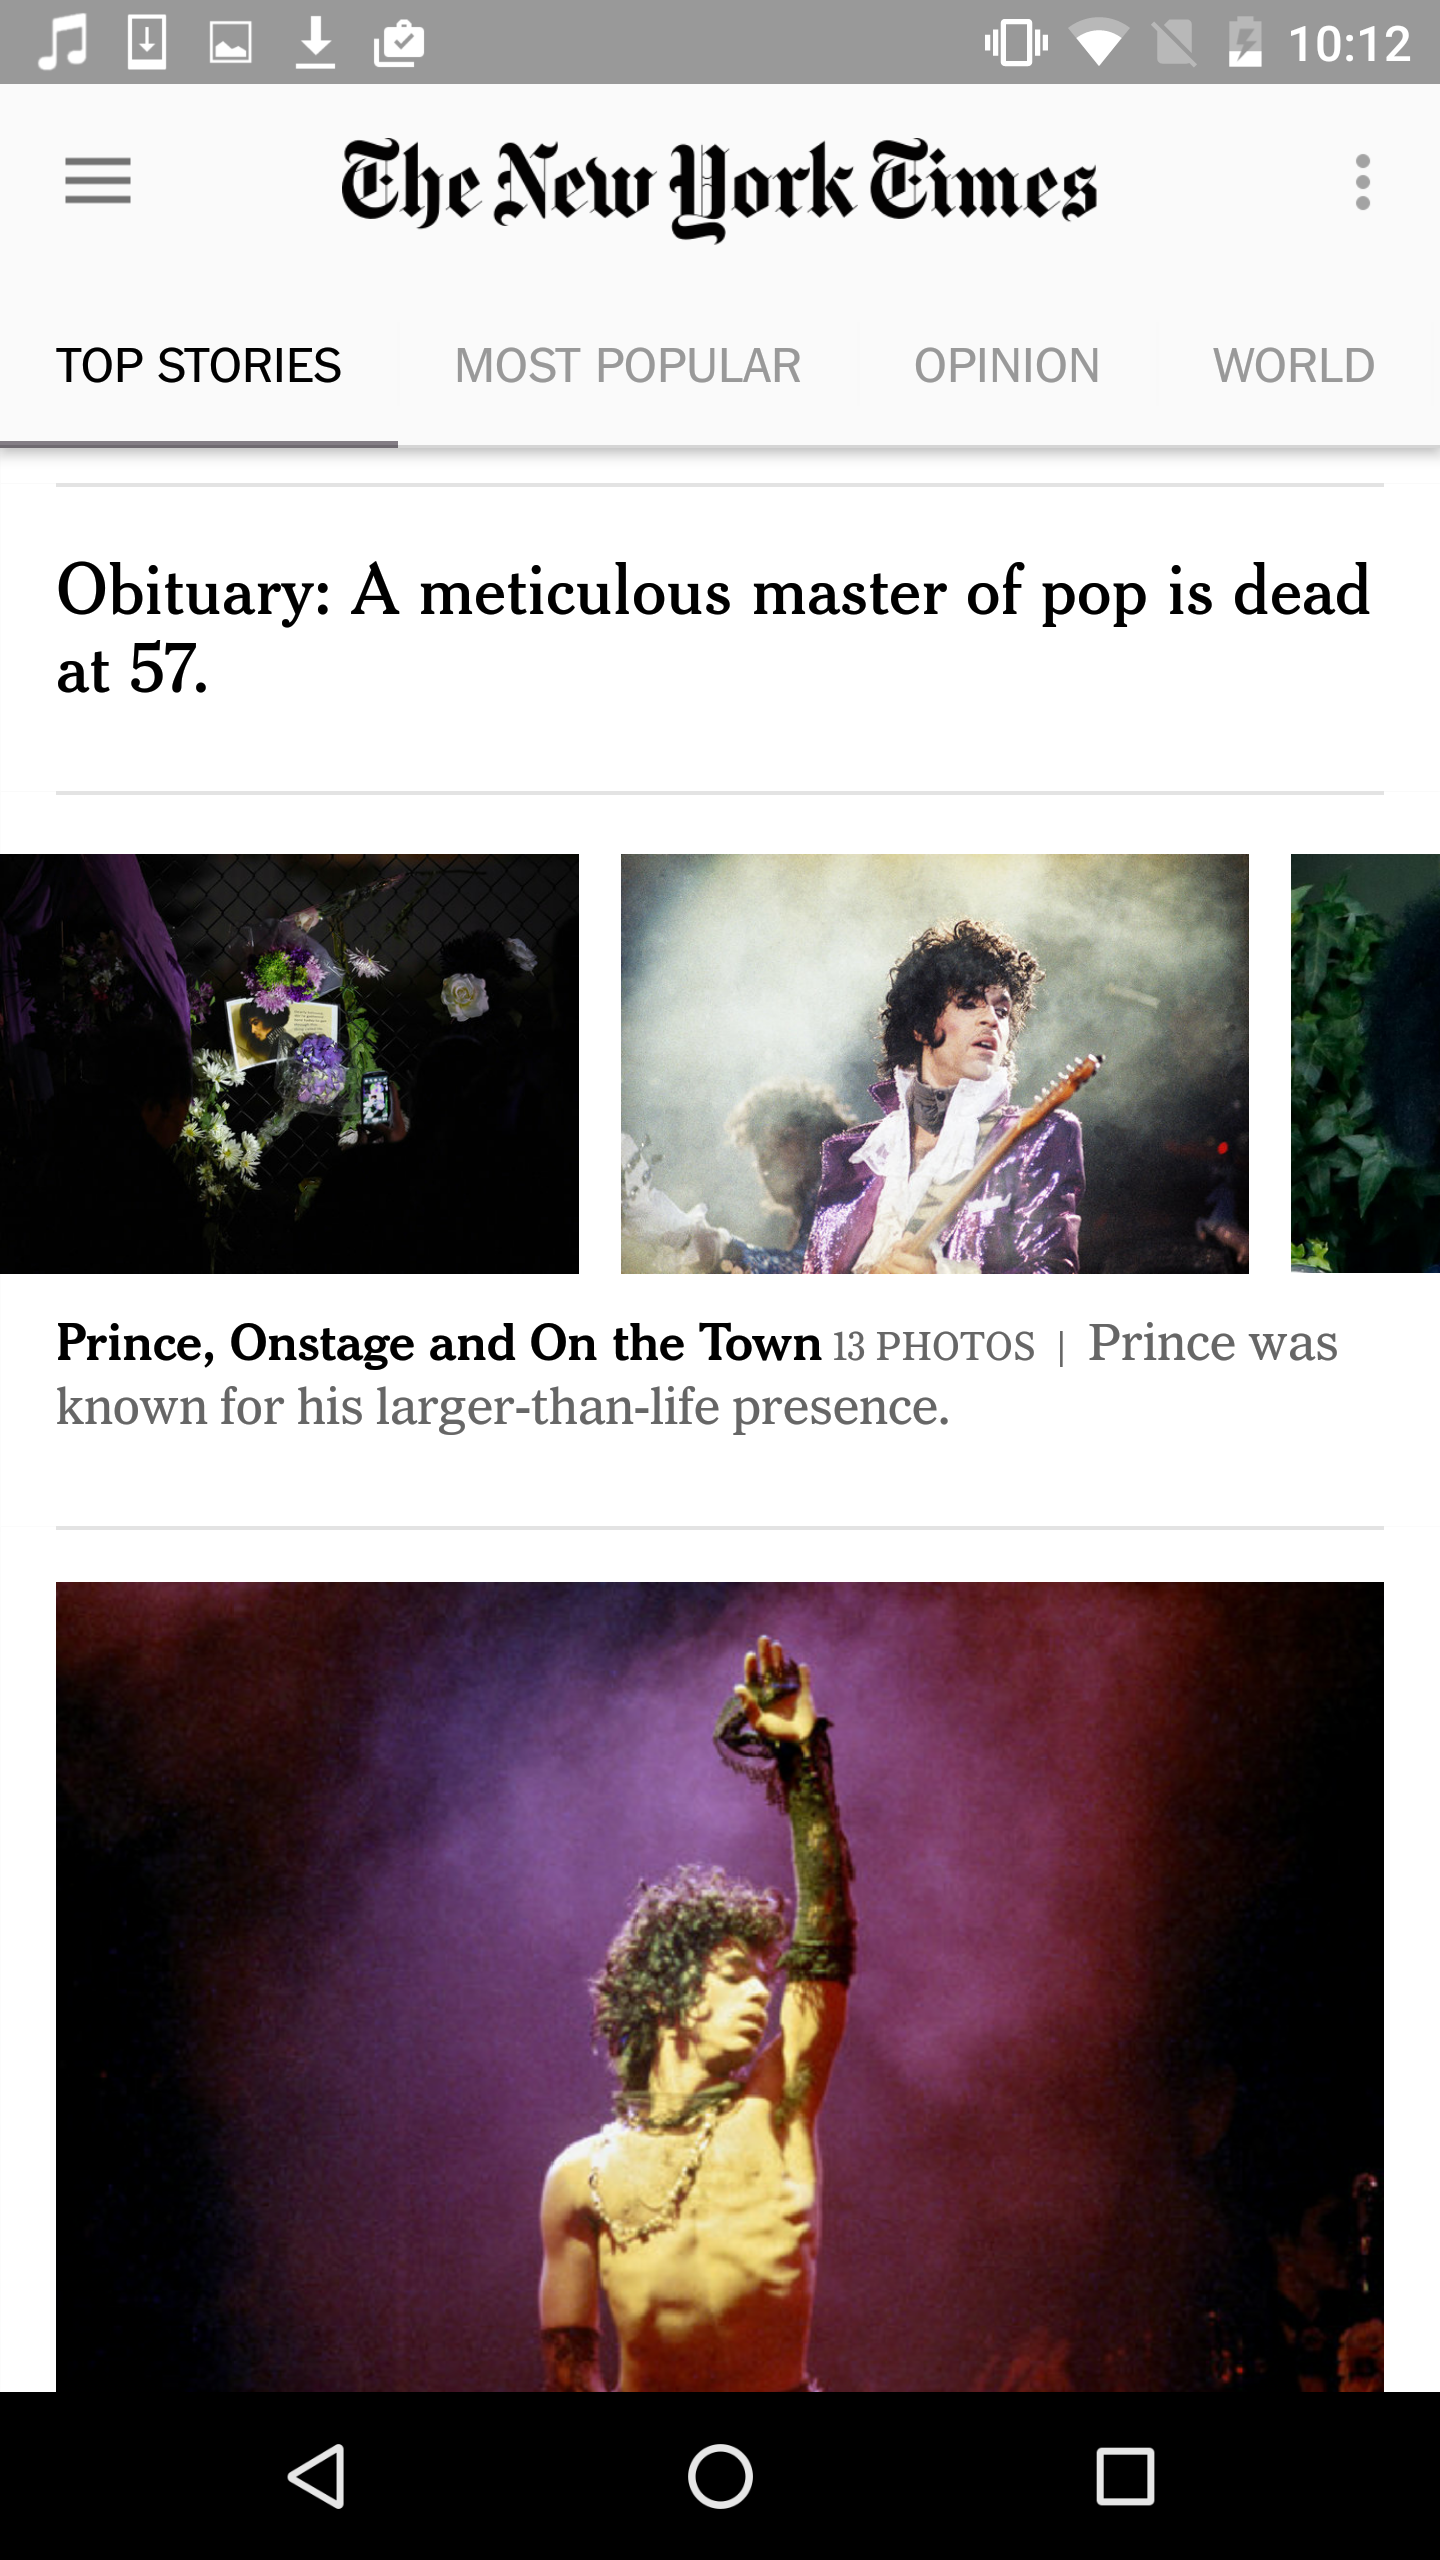 10:12
The New York Times
TOP STORIES MOST POPULAR OPINION WORLD
Obituary: A meticulous master of pop is dead
at 57.
Prince, Onstage and On the Town 13 PHOTOS | Prince was
known for his larger-than-life presence.